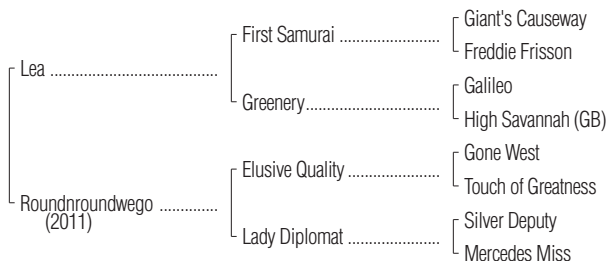 Giant's Causeway
First Samurai
Freddie Frisson
Lea
Galileo
Greenery
High Savannah (GB)
Gone West
Elusive Quality
Touch of Greatness
Roundnroundwego
(2011)
Silver Deputy
Lady Diplomat
Mercedes Miss